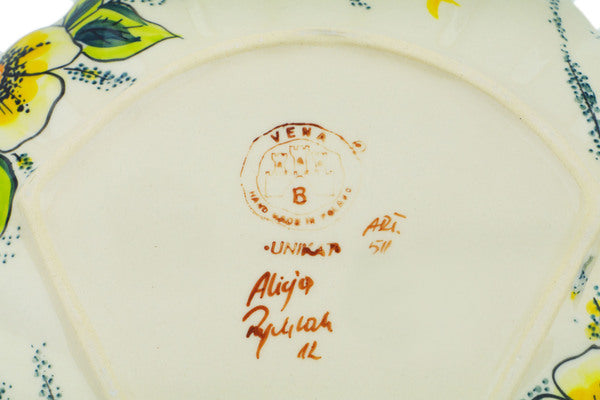 VENA
B
HAND MADE IN POLAND
UNIKAT
ART. 511
Alicja
12